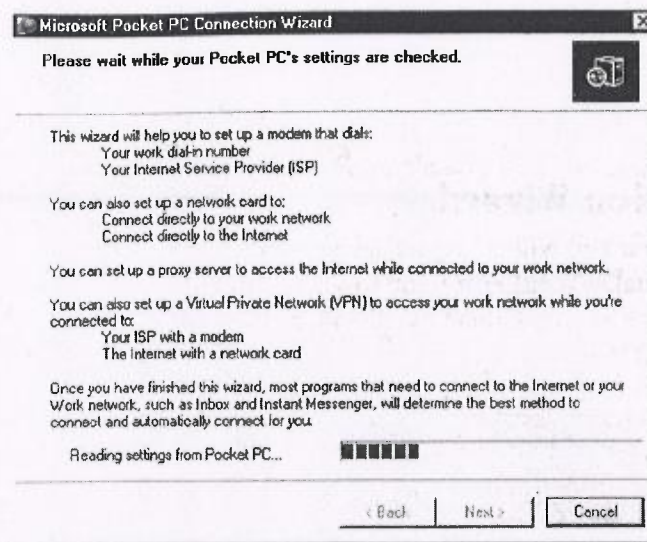 Microsoft Pocket PC Connection Wizard
Please wait while your Pocket PC's settings are checked.
This wizard will help you to set up a modem that dials:
Your work dial-in number
Your Internet Service Provider (ISP)
You can also set up a network card to:
Connect directly to your work network
Connect directly to the Internet
You can set up a proxy server to access the Internet while connected to your work network.
You can also set up a Virtual Private Network (VPN) to access your work network while you're
connected to:
Your ISP with a modem
The Internet with a network card
Once you have finished this wizard, most programs that need to connect to the Internet or your
Work network, such as Inbox and Instant Messenger, will determine the best method to
connect and automatically connect for you.
Reading settings from Pocket PC...
< Back Next > Cancel